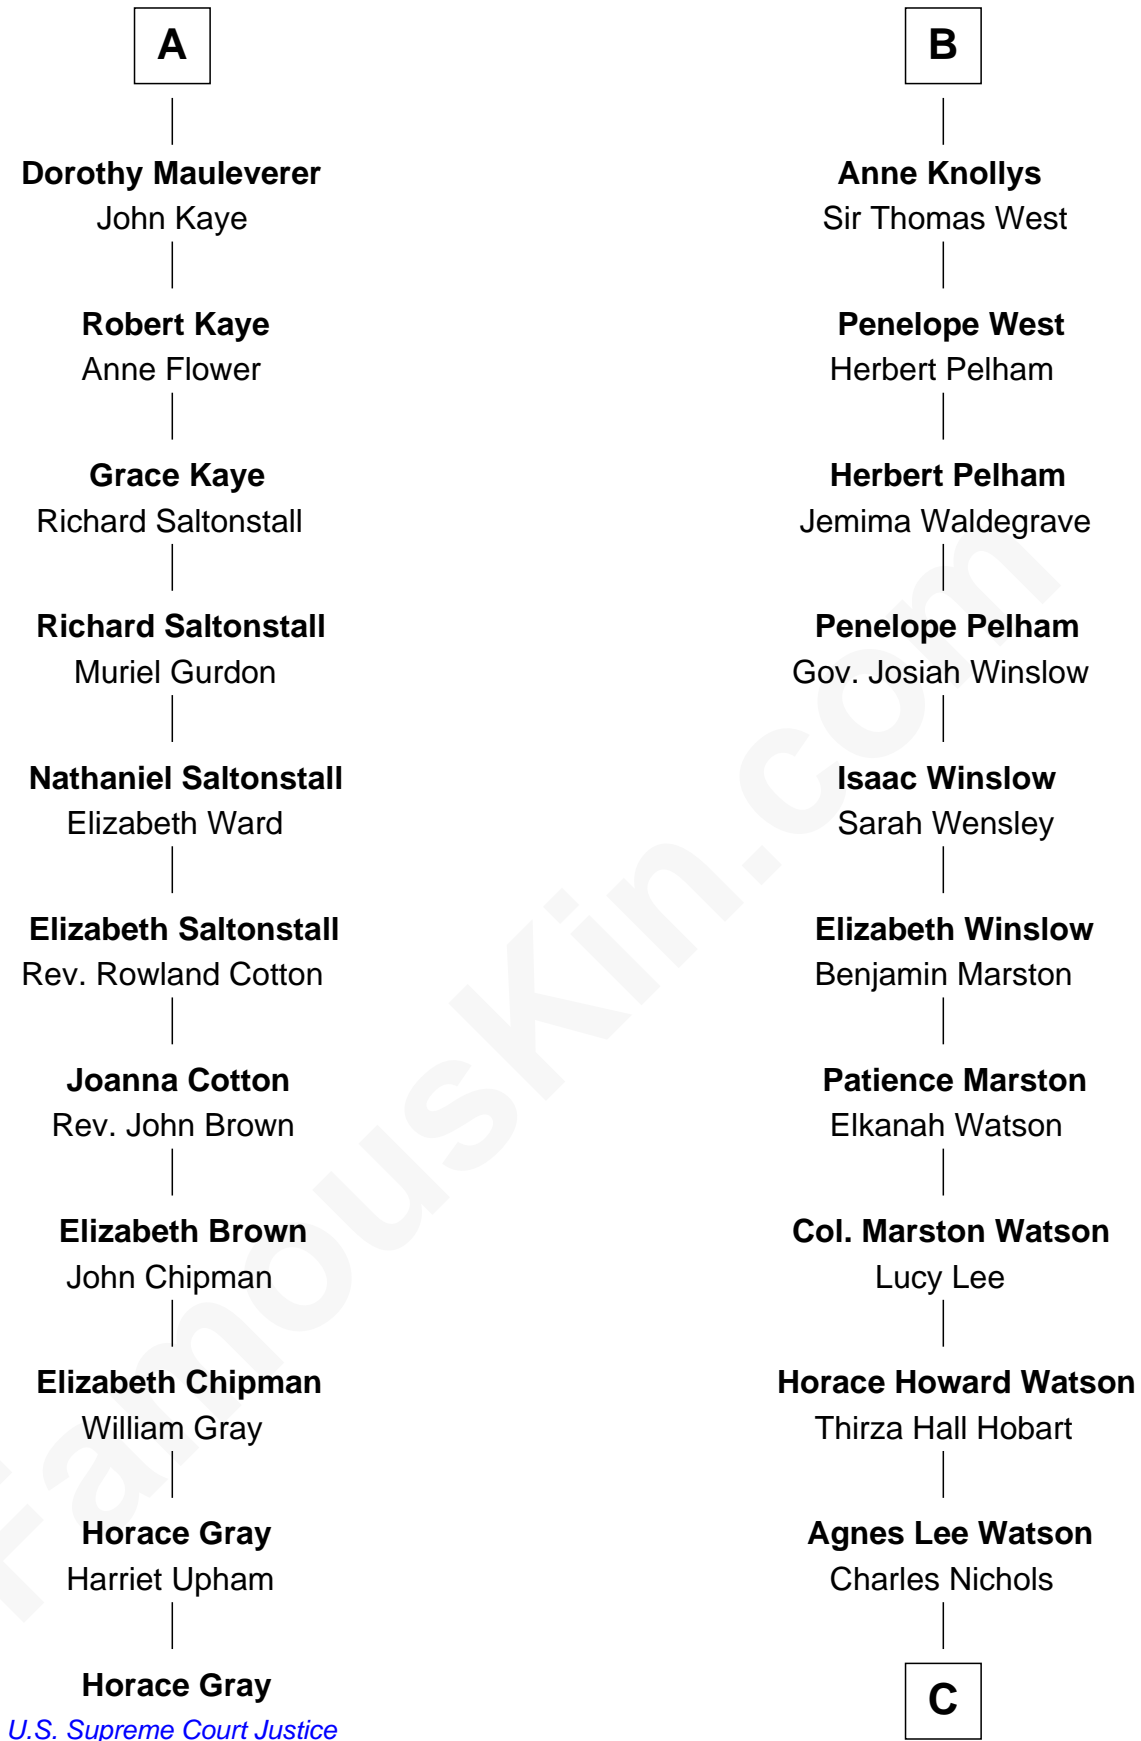 A
Dorothy Mauleverer
John Kaye
Robert Kaye
Anne Flower
Grace Kaye
Richard Saltonstall
Richard Saltonstall
Muriel Gurdon
Nathaniel Saltonstall
Elizabeth Ward
Elizabeth Saltonstall
Rev. Rowland Cotton
Joanna Cotton
Rev. John Brown
Elizabeth Brown
John Chipman
Elizabeth Chipman
William Gray
Horace Gray
Harriet Upham
Horace Gray
U.S. Supreme Court Justice
B
Anne Knollys
Sir Thomas West
Penelope West
Herbert Pelham
Herbert Pelham
Jemima Waldegrave
Penelope Pelham
Gov. Josiah Winslow
Isaac Winslow
Sarah Wensley
Elizabeth Winslow
Benjamin Marston
Patience Marston
Elkanah Watson
Col. Marston Watson
Lucy Lee
Horace Howard Watson
Thirza Hall Hobart
Agnes Lee Watson
Charles Nichols
C
FamousKin.com